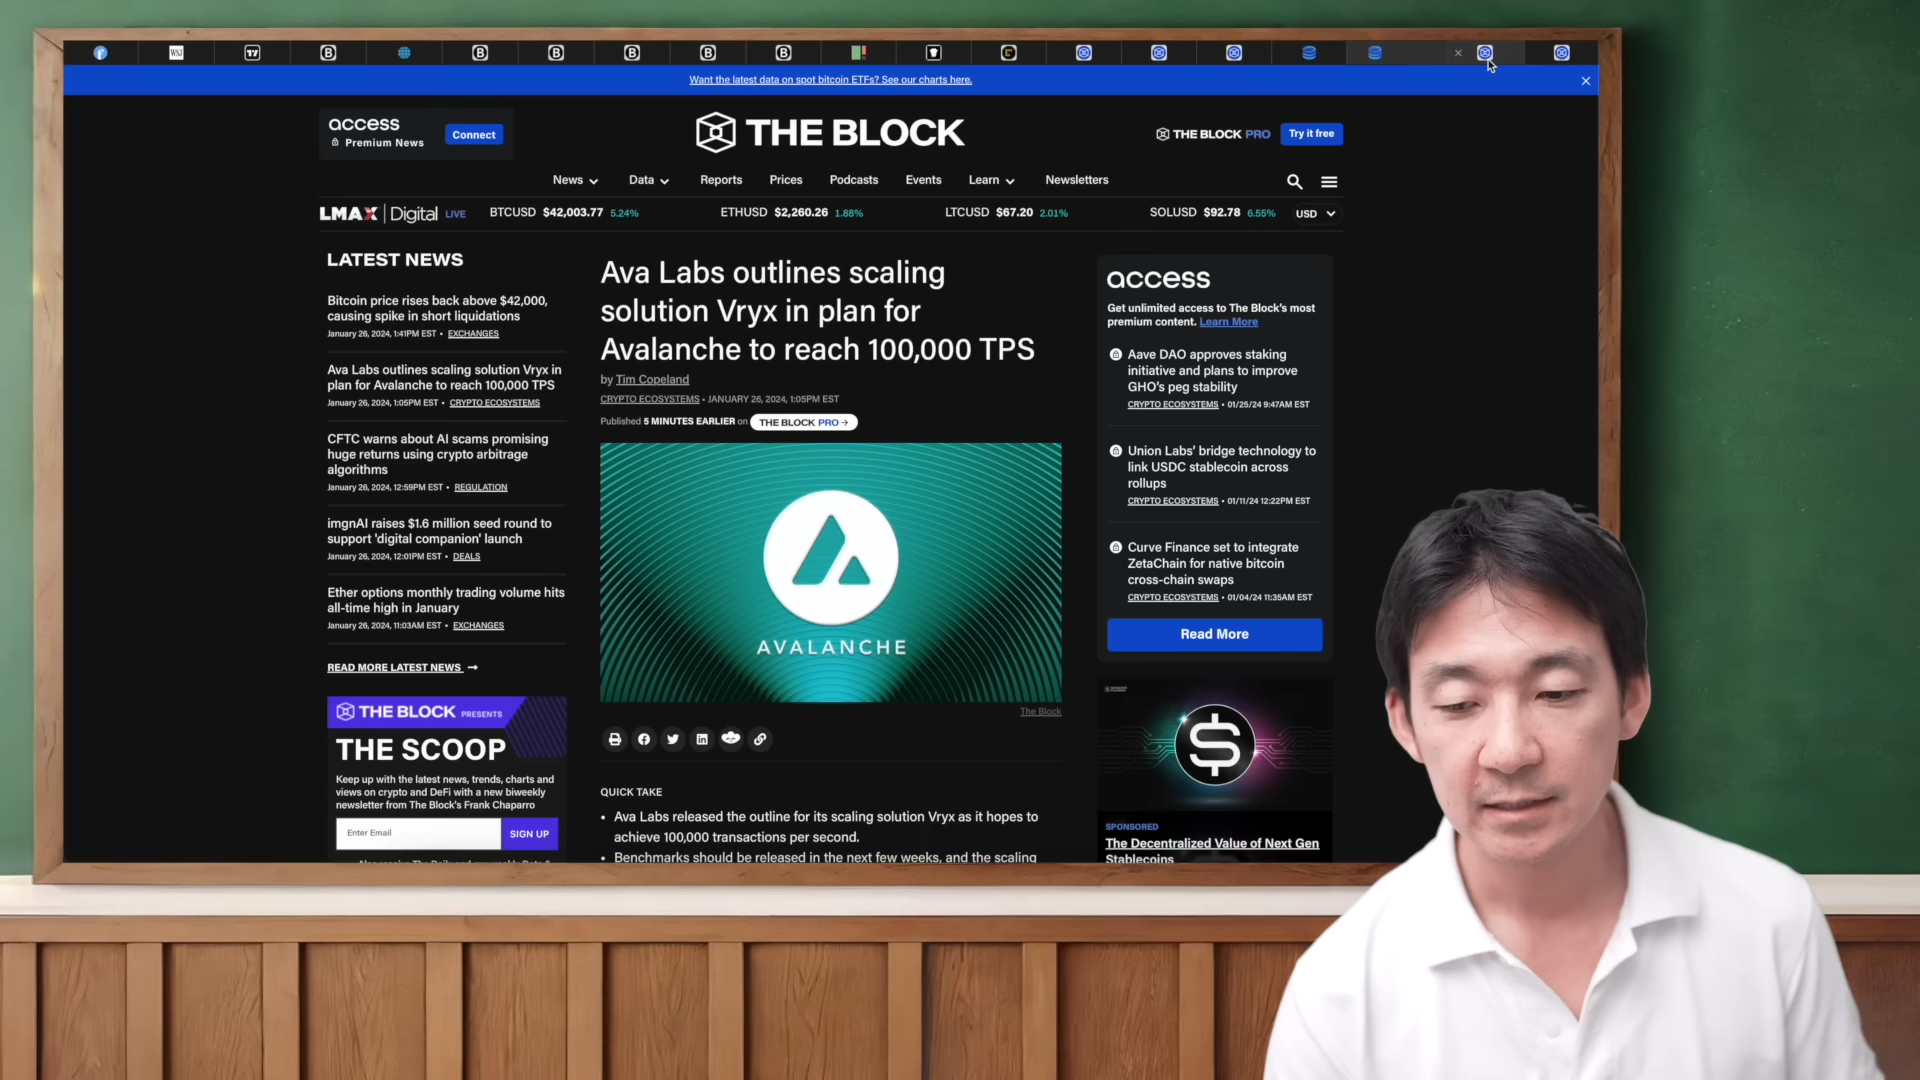 Want the latest data on spot bitcoin ETFs? See our charts here.
access
Premium News
Connect
THE BLOCK
THE BLOCK PRO
Try it free
News
Data
Reports
Prices
Podcasts
Events
Learn
Newsletters
LMAX Digital LIVE
BTCUSD $42,003.77 5.24%
ETHUSD $2,260.26 1.88%
LTCUSD $67.20 2.01%
SOLUSD $92.78 6.55%
USD
LATEST NEWS
Bitcoin price rises back above $42,000,
causing spike in short liquidations
January 26, 2024, 1:41PM EST • EXCHANGES
Ava Labs outlines scaling solution Vryx in
plan for Avalanche to reach 100,000 TPS
January 26, 2024, 1:05PM EST • CRYPTO ECOSYSTEMS
CFTC warns about AI scams promising
huge returns using crypto arbitrage
algorithms
January 26, 2024, 12:59PM EST • REGULATION
imgnAI raises $1.6 million seed round to
support 'digital companion' launch
January 26, 2024, 12:01PM EST • DEALS
Ether options monthly trading volume hits
all-time high in January
January 26, 2024, 11:03AM EST • EXCHANGES
READ MORE LATEST NEWS →
THE BLOCK PRESENTS
THE SCOOP
Keep up with the latest news, trends, charts and
views on crypto and DeFi with a new biweekly
newsletter from The Block's Frank Chaparro
Enter Email
SIGN UP
Ava Labs outlines scaling
solution Vryx in plan for
Avalanche to reach 100,000 TPS
by Tim Copeland
CRYPTO ECOSYSTEMS • JANUARY 26, 2024, 1:05PM EST
Published 5 MINUTES EARLIER on THE BLOCK PRO →
AVALANCHE
The Block
QUICK TAKE
• Ava Labs released the outline for its scaling solution Vryx as it hopes to
achieve 100,000 transactions per second.
• Benchmarks should be released in the next few weeks, and the scaling
access
Get unlimited access to The Block's most
premium content. Learn More
Aave DAO approves staking
initiative and plans to improve
GHO's peg stability
CRYPTO ECOSYSTEMS • 01/25/24 9:47AM EST
Union Labs' bridge technology to
link USDC stablecoin across
rollups
CRYPTO ECOSYSTEMS • 01/11/24 12:22PM EST
Curve Finance set to integrate
ZetaChain for native bitcoin
cross-chain swaps
CRYPTO ECOSYSTEMS • 01/04/24 11:35AM EST
Read More
SPONSORED
The Decentralized Value of Next Gen
Stablecoins